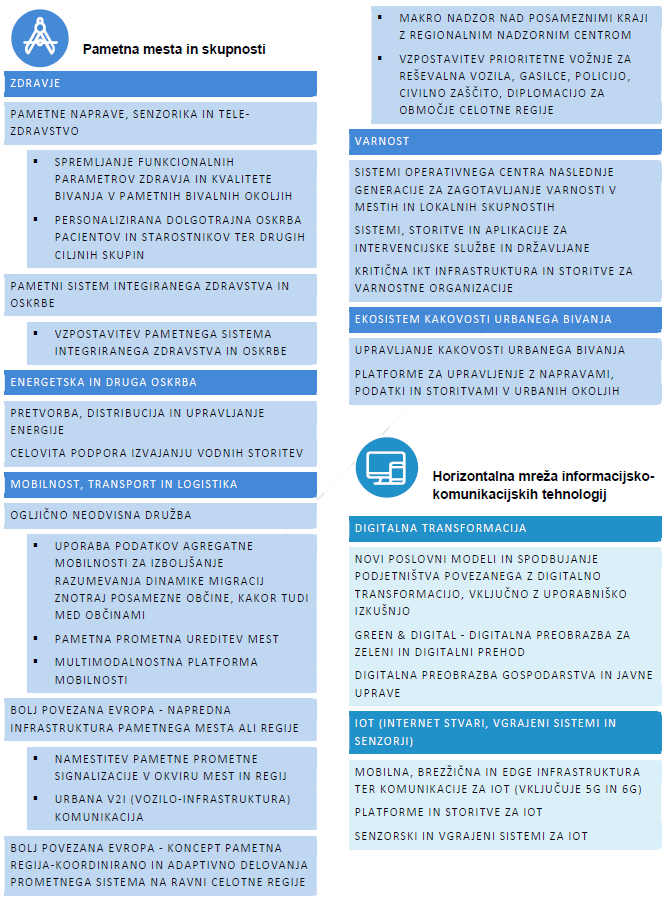 Pametna mesta in skupnosti
ZDRAVJE
PAMETNE NAPRAVE, SENZORIKA IN TELE-
ZDRAVSTVO
▪ SPREMLJANJE FUNKCIONALNIH
PARAMETROV ZDRAVJA IN KVALITETE
BIVANJA V PAMETNIH BIVALNIH OKOLJIH
▪ PERSONALIZIRANA DOLGOTRAJNA OSKRBA
PACIENTOV IN STAROSTNIKOV TER DRUGIH
CILJNIH SKUPIN
PAMETNI SISTEM INTEGIRANEGA ZDRAVSTVA IN
OSKRBE
▪ VZPOSTAVITEV PAMETNEGA SISTEMA
INTEGRIRANEGA ZDRAVSTVA IN OSKRBE
ENERGETSKA IN DRUGA OSKRBA
PRETVORBA, DISTRIBUCIJA IN UPRAVLJANJE
ENERGIJE
CELOVITA PODPORA IZVAJANJU VODNIH STORITEV
MOBILNOST, TRANSPORT IN LOGISTIKA
OGLJIČNO NEODVISNA DRUŽBA
▪ UPORABA PODATKOV AGREGATNE
MOBILNOSTI ZA IZBOLJŠANJE
RAZUMEVANJA DINAMIKE MIGRACIJ
ZNOTRAJ POSAMEZNE OBČINE, KAKOR TUDI
MED OBČINAMI
▪ PAMETNA PROMETNA UREDITEV MEST
▪ MULTIMODALNOSTNA PLATFORMA
MOBILNOSTI
BOLJ POVEZANA EVROPA - NAPREDNA
INFRASTRUKTURA PAMETNEGA MESTA ALI REGIJE
▪ NAMESTITEV PAMETNE PROMETNE
SIGNALIZACIJE V OKVIRU MEST IN REGIJ
▪ URBANA V2I (VOZILO-INFRASTRUKTURA)
KOMUNIKACIJA
BOLJ POVEZANA EVROPA - KONCEPT PAMETNA
REGIJA-KOORDINIRANO IN ADAPTIVNO DELOVANJA
PROMETNEGA SISTEMA NA RAVNI CELOTNE REGIJE
▪ MAKRO NADZOR NAD POSAMEZNIMI KRAJI
Z REGIONALNIM NADZORNIM CENTROM
▪ VZPOSTAVITEV PRIORITETNE VOŽNJE ZA
REŠEVALNA VOZILA, GASILCE, POLICIJO,
CIVILNO ZAŠČITO, DIPLOMACIJO ZA
OBMOČJE CELOTNE REGIJE
VARNOST
SISTEMI OPERATIVNEGA CENTRA NASLEDNJE
GENERACIJE ZA ZAGOTAVLJANJE VARNOSTI V
MESTIH IN LOKALNIH SKUPNOSTIH
SISTEMI, STORITVE IN APLIKACIJE ZA
INTERVENCIJSKE SLUŽBE IN DRŽAVLJANE
KRITIČNA IKT INFRASTRUKTURA IN STORITVE ZA
VARNOSTNE ORGANIZACIJE
EKOSISTEM KAKOVOSTI URBANEGA BIVANJA
UPRAVLJANJE KAKOVOSTI URBANEGA BIVANJA
PLATFORME ZA UPRAVLJENJE Z NAPRAVAMI,
PODATKI IN STORITVAMI V URBANIH OKOLJIH
Horizontalna mreža informacijsko-
komunikacijskih tehnologij
DIGITALNA TRANSFORMACIJA
NOVI POSLOVNI MODELI IN SPODBUJANJE
PODJETNIŠTVA POVEZANEGA Z DIGITALNO
TRANSFORMACIJO, VKLJUČNO Z UPORABNIŠKO
IZKUŠNJO
GREEN & DIGITAL - DIGITALNA PREOBRAZBA ZA
ZELENI IN DIGITALNI PREHOD
DIGITALNA PREOBRAZBA GOSPODARSTVA IN JAVNE
UPRAVE
IOT (INTERNET STVARI, VGRAJENI SISTEMI IN
SENZORJI)
MOBILNA, BREZŽIČNA IN EDGE INFRASTRUKTURA
TER KOMUNIKACIJE ZA IOT (VKLJUČUJE 5G IN 6G)
PLATFORME IN STORITVE ZA IOT
SENZORSKI IN VGRAJENI SISTEMI ZA IOT